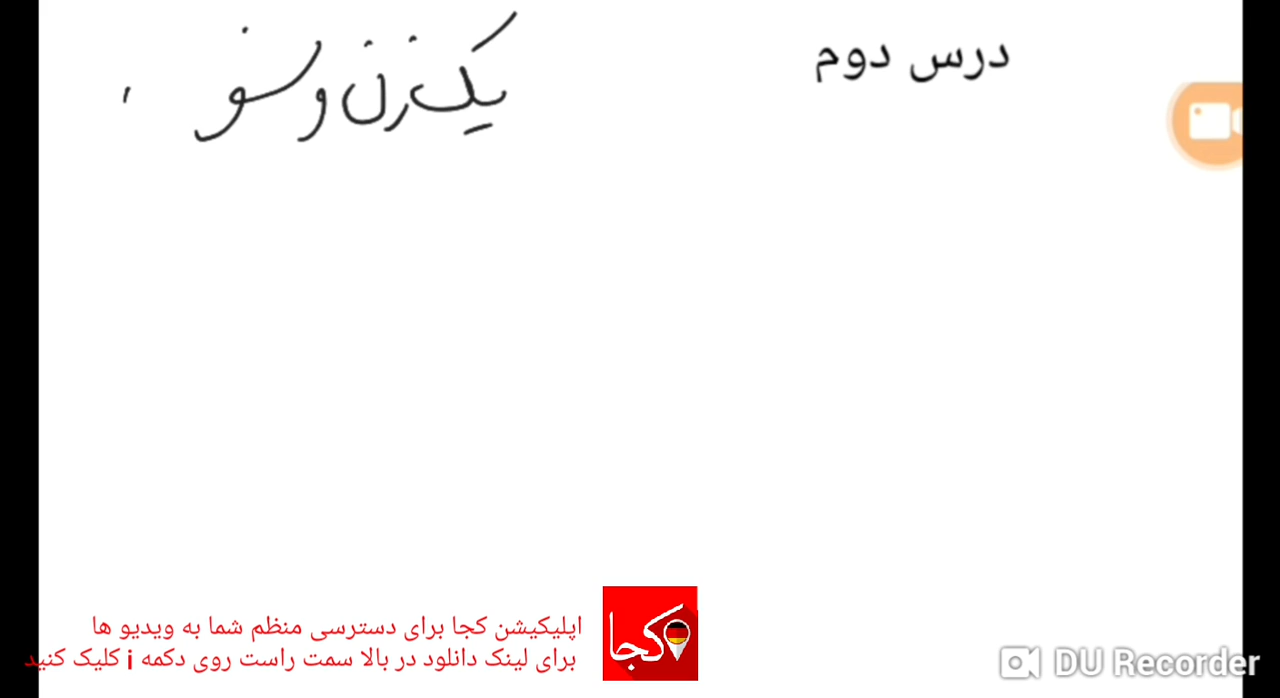 درس دوم
یک زن و
کجا
اپلیکیشن کجا برای دسترسی منظم شما به ویدیو ها
برای لینک دانلود در بالا سمت راست روی دکمه i کلیک کنید
DU Recorder